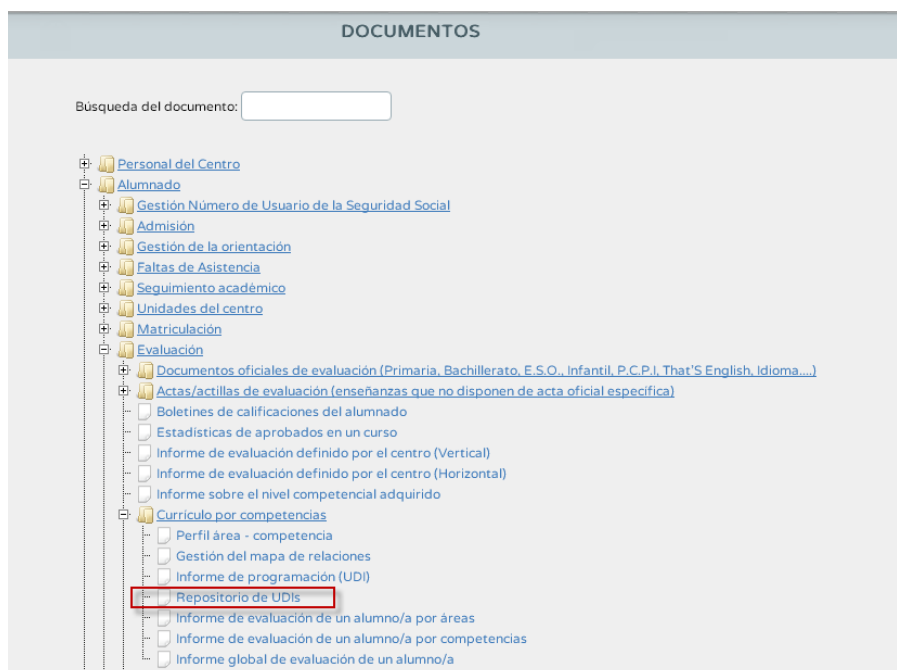 DOCUMENTOS
Búsqueda del documento:
Personal del Centro
Alumnado
Gestión Número de Usuario de la Seguridad Social
Admisión
Gestión de la orientación
Faltas de Asistencia
Seguimiento académico
Unidades del centro
Matriculación
Evaluación
Documentos oficiales de evaluación (Primaria, Bachillerato, E.S.O., Infantil, P.C.P.I, That'S English, Idioma....)
Actas/actillas de evaluación (enseñanzas que no disponen de acta oficial específica)
Boletines de calificaciones del alumnado
Estadísticas de aprobados en un curso
Informe de evaluación definido por el centro (Vertical)
Informe de evaluación definido por el centro (Horizontal)
Informe sobre el nivel competencial adquirido
Currículo por competencias
Perfil área - competencia
Gestión del mapa de relaciones
Informe de programación (UDI)
Repositorio de UDIs
Informe de evaluación de un alumno/a por áreas
Informe de evaluación de un alumno/a por competencias
Informe global de evaluación de un alumno/a